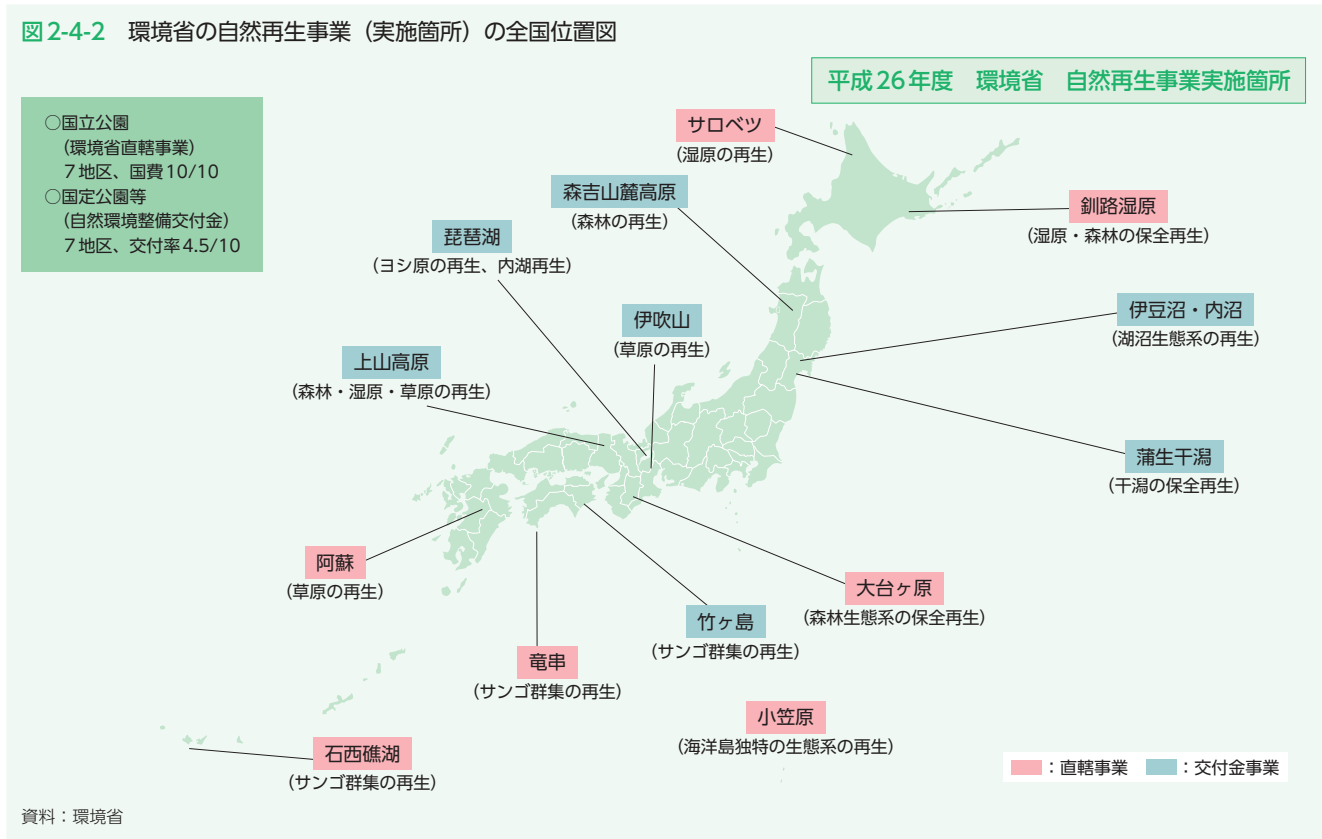 図2-4-2 環境省の自然再生事業（実施箇所）の全国位置図
平成26年度 環境省 自然再生事業実施箇所
○国立公園
（環境省直轄事業）
７地区、国費10/10
○国定公園等
（自然環境整備交付金）
７地区、交付率4.5/10
サロベツ
（湿原の再生）
森吉山麓高原
（森林の再生）
釧路湿原
（湿原・森林の保全再生）
琵琶湖
（ヨシ原の再生、内湖再生）
伊豆沼・内沼
（湖沼生態系の再生）
伊吹山
（草原の再生）
上山高原
（森林・湿原・草原の再生）
蒲生干潟
（干潟の保全再生）
阿蘇
（草原の再生）
大台ヶ原
（森林生態系の保全再生）
竹ヶ島
（サンゴ群集の再生）
竜串
（サンゴ群集の再生）
小笠原
（海洋島独特の生態系の再生）
石西礁湖
（サンゴ群集の再生）
：直轄事業 ：交付金事業
資料：環境省